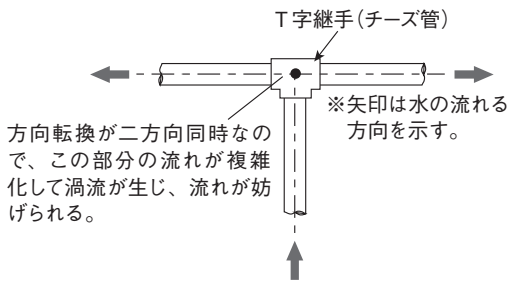 T字継手(チーズ管)
※矢印は水の流れる
方向を示す。
方向転換が二方向同時なの
で、この部分の流れが複雑
化して渦流が生じ、流れが妨
げられる。